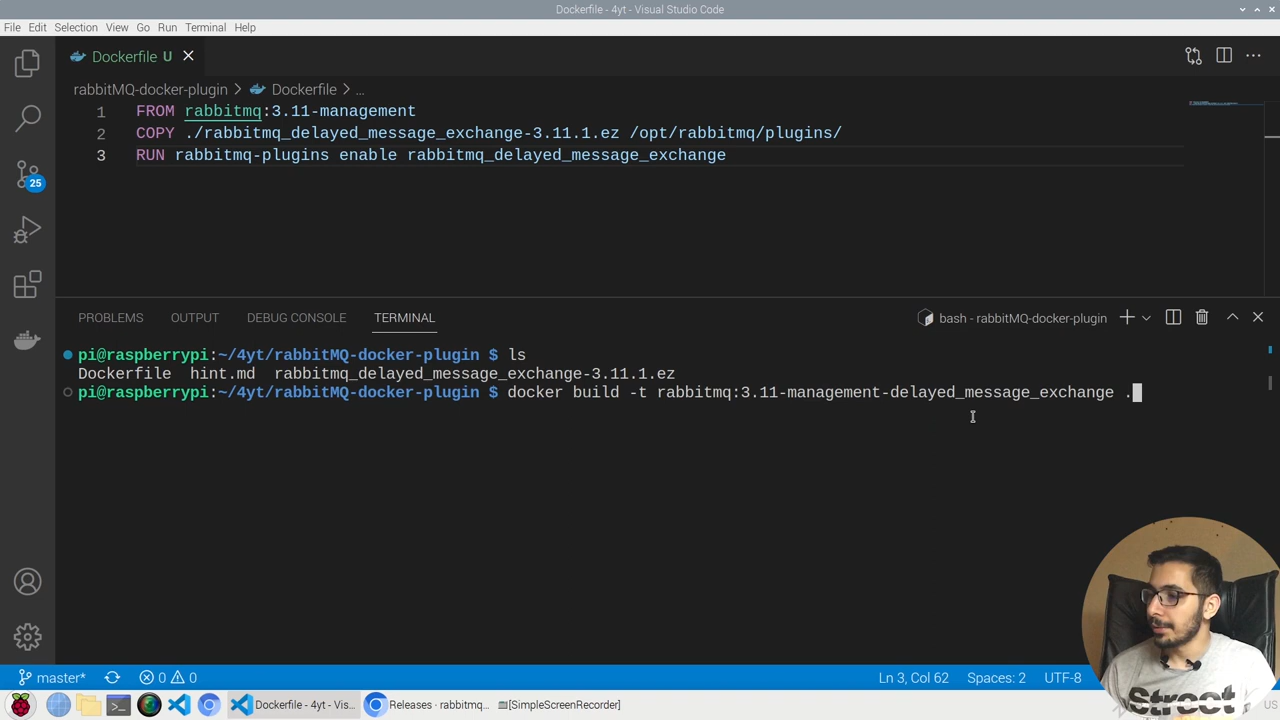 Dockerfile - 4yt - Visual Studio Code
File Edit Selection View Go Run Terminal Help
Dockerfile U
rabbitMQ-docker-plugin > Dockerfile > ...
1 FROM rabbitmq:3.11-management
2 COPY ./rabbitmq_delayed_message_exchange-3.11.1.ez /opt/rabbitmq/plugins/
3 RUN rabbitmq-plugins enable rabbitmq_delayed_message_exchange
25
PROBLEMS OUTPUT DEBUG CONSOLE TERMINAL
bash - rabbitMQ-docker-plugin
pi@raspberrypi:~/4yt/rabbitMQ-docker-plugin $ ls
Dockerfile hint.md rabbitmq_delayed_message_exchange-3.11.1.ez
pi@raspberrypi:~/4yt/rabbitMQ-docker-plugin $ docker build -t rabbitmq:3.11-management-delayed_message_exchange .
Street
master* 0 0 Ln 3, Col 62 Spaces: 2 UTF-8
Dockerfile - 4yt - Vis... Releases · rabbitmq... [SimpleScreenRecorder] US